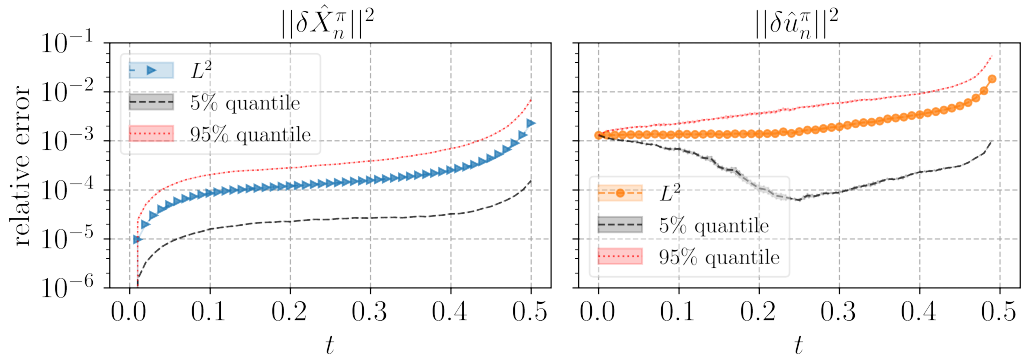 ||δX̂ₙ^π||²
relative error
10⁻¹
10⁻²
10⁻³
10⁻⁴
10⁻⁵
10⁻⁶
L²
5% quantile
95% quantile
0.0 0.1 0.2 0.3 0.4 0.5
t
||δûₙ^π||²
L²
5% quantile
95% quantile
0.0 0.1 0.2 0.3 0.4 0.5
t